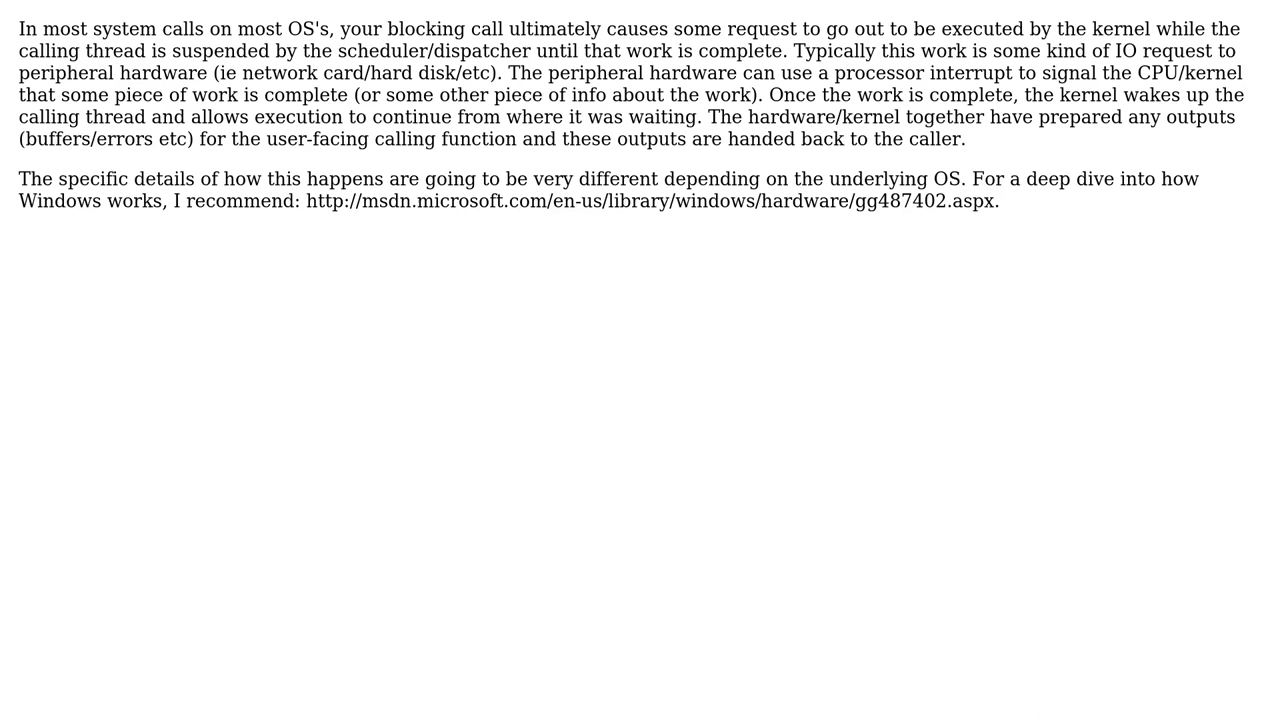 In most system calls on most OS's, your blocking call ultimately causes some request to go out to be executed by the kernel while the
calling thread is suspended by the scheduler/dispatcher until that work is complete. Typically this work is some kind of IO request to
peripheral hardware (ie network card/hard disk/etc). The peripheral hardware can use a processor interrupt to signal the CPU/kernel
that some piece of work is complete (or some other piece of info about the work). Once the work is complete, the kernel wakes up the
calling thread and allows execution to continue from where it was waiting. The hardware/kernel together have prepared any outputs
(buffers/errors etc) for the user-facing calling function and these outputs are handed back to the caller.
The specific details of how this happens are going to be very different depending on the underlying OS. For a deep dive into how
Windows works, I recommend: http://msdn.microsoft.com/en-us/library/windows/hardware/gg487402.aspx.